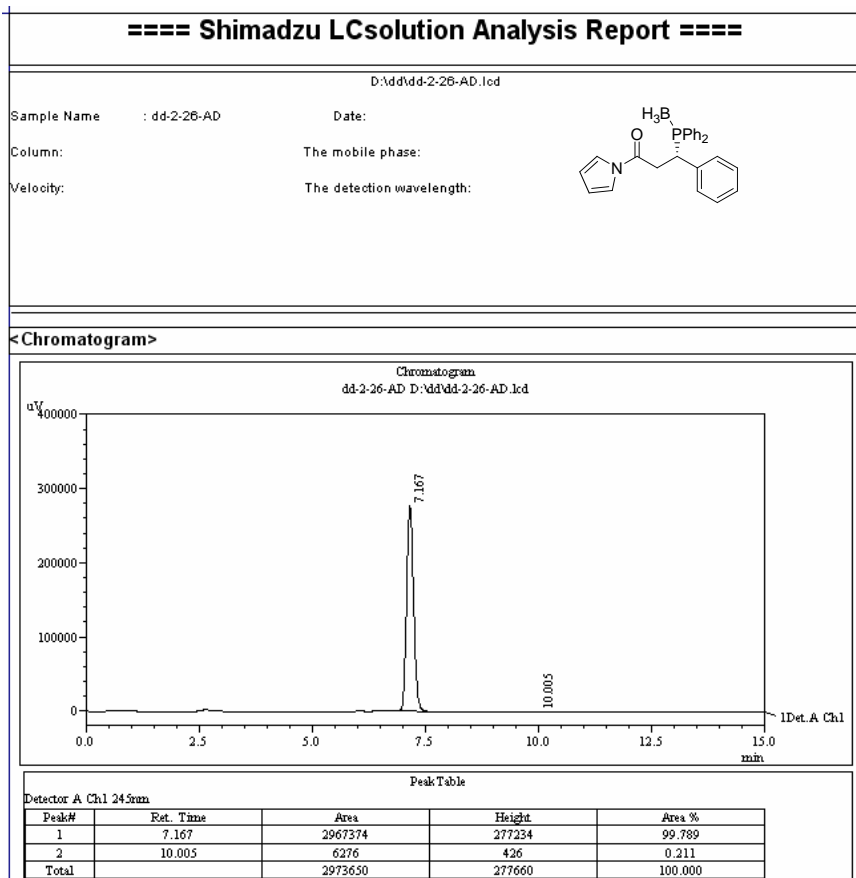 ==== Shimadzu LCsolution Analysis Report ====
D:\dd\dd-2-26-AD.lcd
Sample Name : dd-2-26-AD Date:
Column: The mobile phase:
Velocity: The detection wavelength:
H3B
PPh2
O
N
<Chromatogram>
Chromatogram
dd-2-26-AD D:\dd\dd-2-26-AD.lcd
uV
400000
300000
200000
100000
0
7.167
10.005
1Det.A Ch1
0.0 2.5 5.0 7.5 10.0 12.5 15.0
min
PeakTable
Detector A Ch1 245nm
Peak# Ret. Time Area Height Area %
1 7.167 2967374 277234 99.789
2 10.005 6276 426 0.211
Total 2973650 277660 100.000